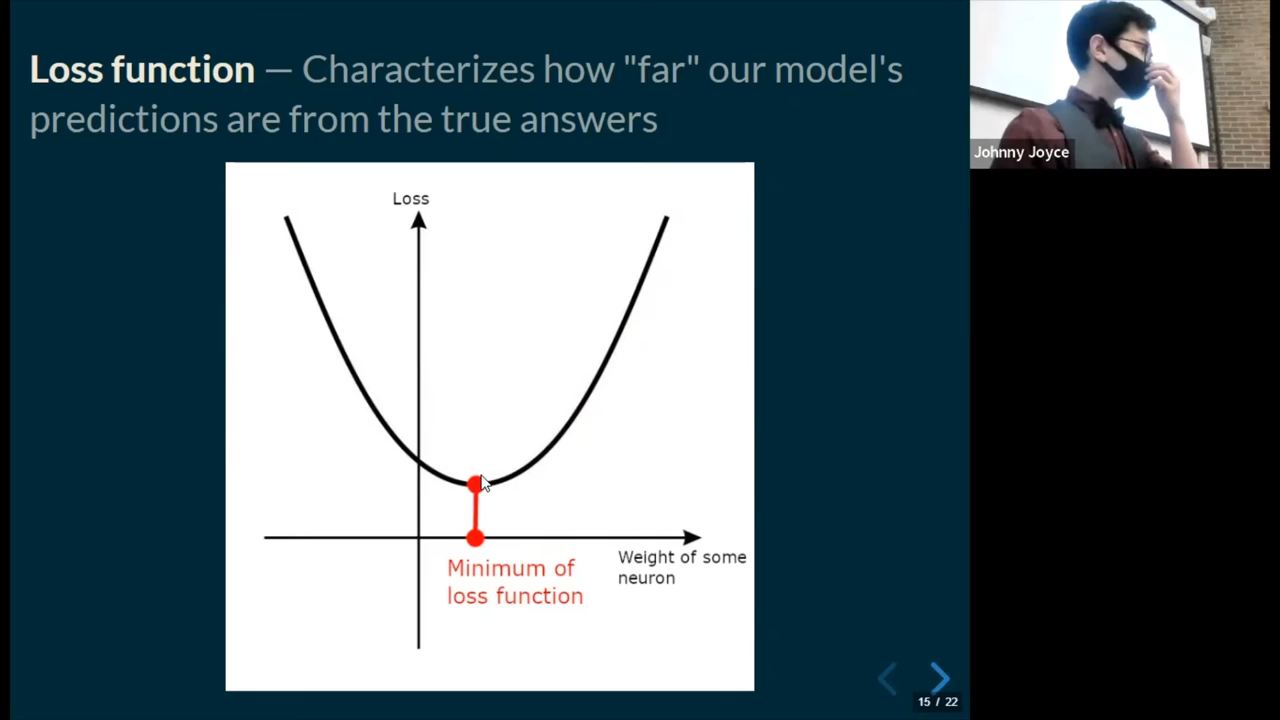 Loss function — Characterizes how "far" our model's
predictions are from the true answers
Johnny Joyce
Loss
Weight of some
neuron
Minimum of
loss function
15 / 22